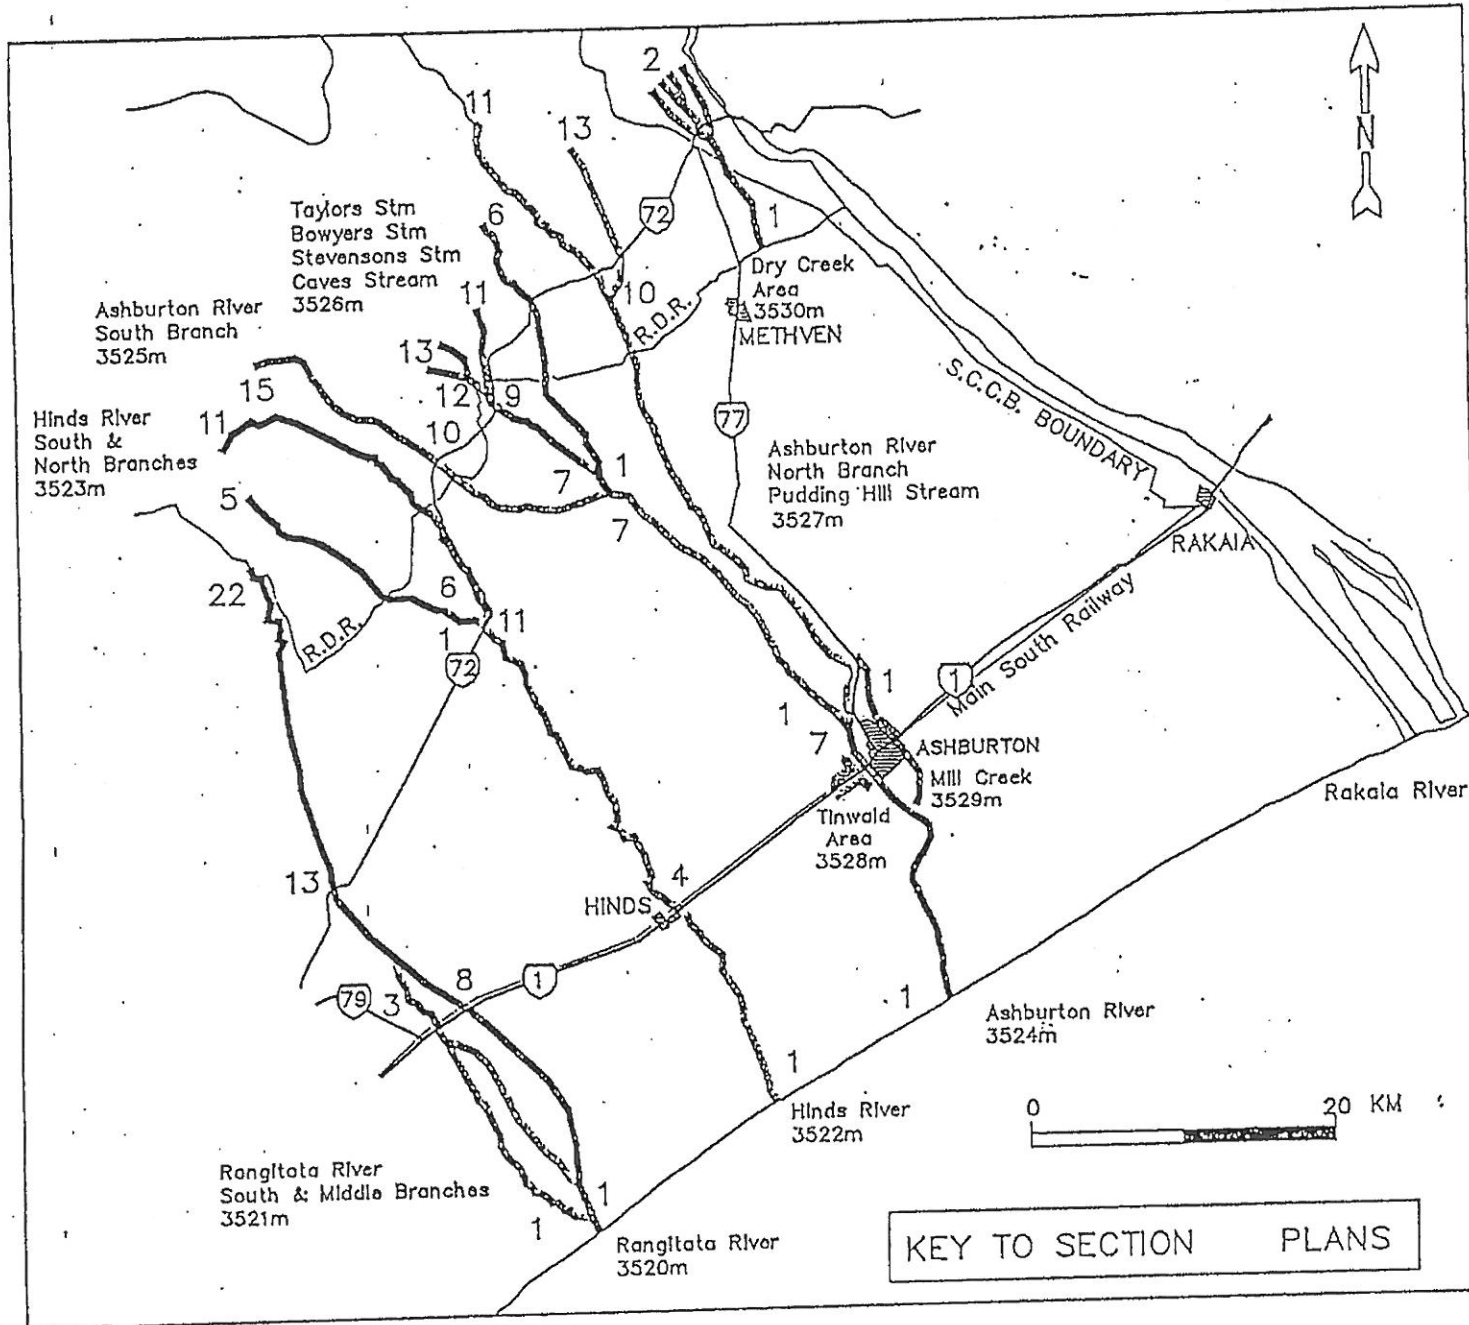 2
11
13
N
Taylors Stm
Bowyers Stm
Stevensons Stm
Caves Stream
3526m
6
72
1
Dry Creek
Area
3530m
METHVEN
Ashburton River
South Branch
3525m
11
10
R.D.R.
13
15
12
9
S.C.C.B. BOUNDARY
Hinds River
South &
North Branches
3523m
11
10
77
Ashburton River
North Branch
Pudding Hill Stream
3527m
7
1
5
7
RAKAIA
22
6
R.D.R.
1
11
72
Main South Railway
1
1
1
7
ASHBURTON
Mill Creek
3529m
Tinwald
Area
3528m
Rakaia River
13
4
HINDS
8
1
79
3
1
Ashburton River
3524m
1
Hinds River
3522m
0 20 KM
Rangitata River
South & Middle Branches
3521m
1
1
Rangitata River
3520m
KEY TO SECTION PLANS